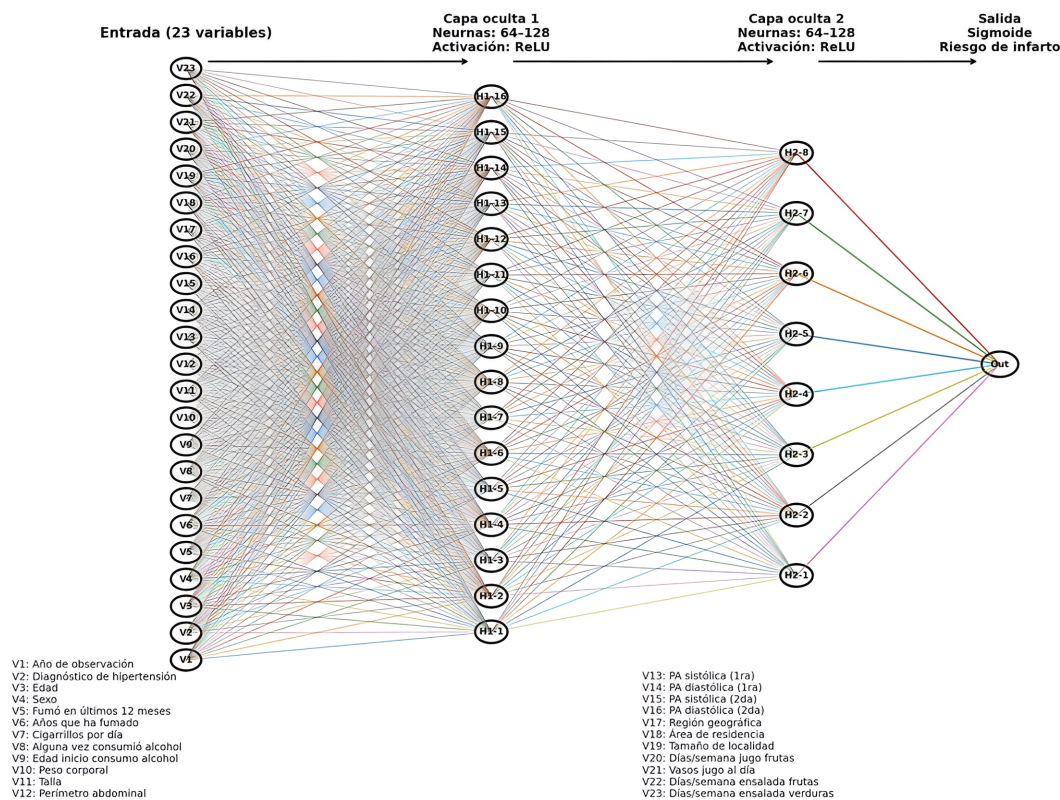 Entrada (23 variables)
Capa oculta 1
Neurnas: 64–128
Activación: ReLU
Capa oculta 2
Neurnas: 64–128
Activación: ReLU
Salida
Sigmoide
Riesgo de infarto
V23
V22
V21
V20
V19
V18
V17
V16
V15
V14
V13
V12
V11
V10
V9
V8
V7
V6
V5
V4
V3
V2
V1
H1-16
H1-15
H1-14
H1-13
H1-12
H1-11
H1-10
H1-9
H1-8
H1-7
H1-6
H1-5
H1-4
H1-3
H1-2
H1-1
H2-8
H2-7
H2-6
H2-5
H2-4
H2-3
H2-2
H2-1
Out
V1: Año de observación
V2: Diagnóstico de hipertensión
V3: Edad
V4: Sexo
V5: Fumó en últimos 12 meses
V6: Años que ha fumado
V7: Cigarrillos por día
V8: Alguna vez consumió alcohol
V9: Edad inicio consumo alcohol
V10: Peso corporal
V11: Talla
V12: Perímetro abdominal
V13: PA sistólica (1ra)
V14: PA diastólica (1ra)
V15: PA sistólica (2da)
V16: PA diastólica (2da)
V17: Región geográfica
V18: Área de residencia
V19: Tamaño de localidad
V20: Días/semana jugo frutas
V21: Vasos jugo al día
V22: Días/semana ensalada frutas
V23: Días/semana ensalada verduras